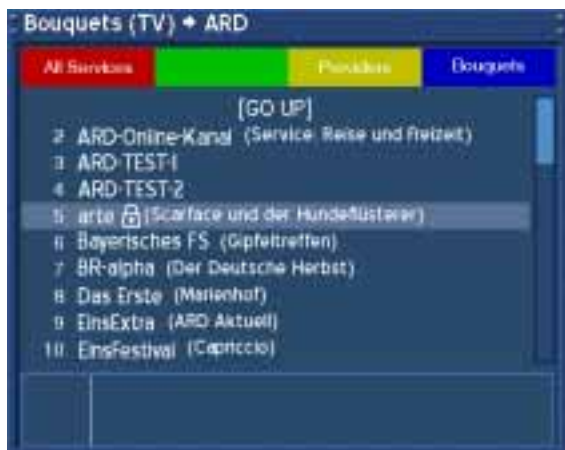 Bouquets (TV) → ARD
All Services Providers Bouquets
[GO UP]
2 ARD-Online-Kanal (Service: Reise und Freizeit)
3 ARD-TEST-1
4 ARD-TEST-2
5 arte (Scarface und der Hundeflüsterer)
6 Bayerisches FS (Gipfeltreffen)
7 BR-alpha (Der Deutsche Herbst)
8 Das Erste (Marienhof)
9 EinsExtra (ARD Aktuell)
10 EinsFestival (Capriccio)